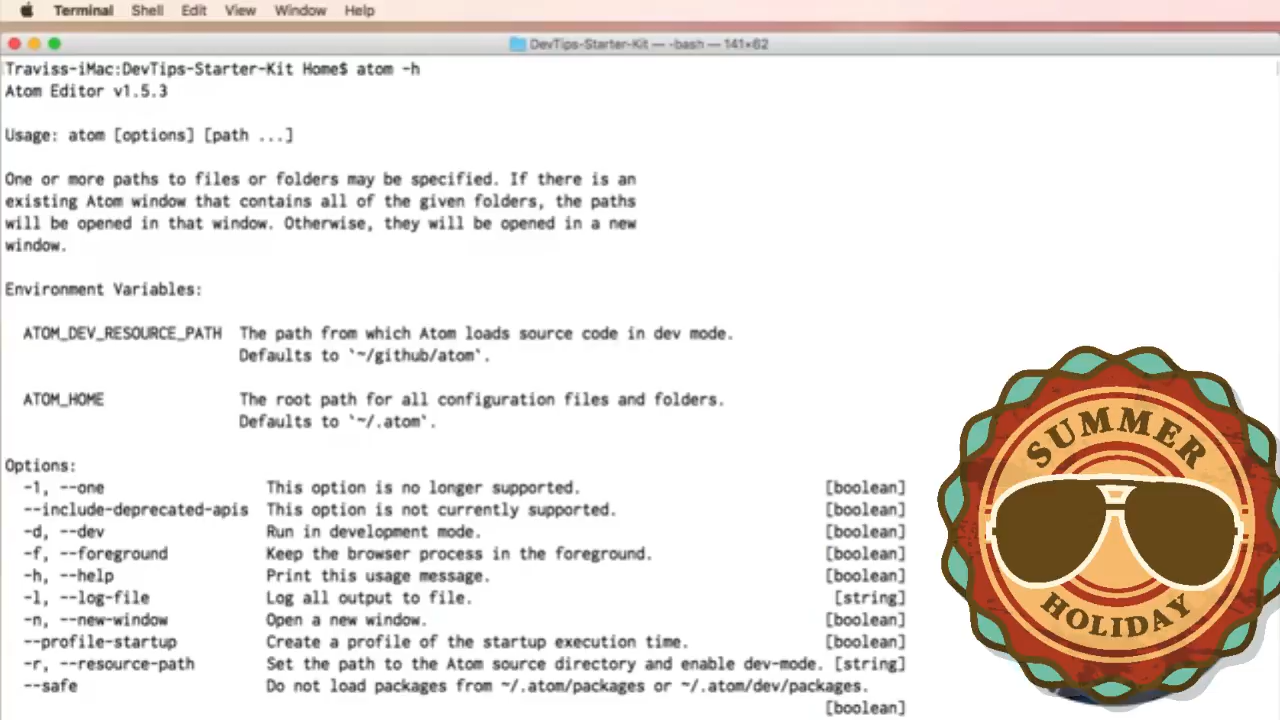 Terminal Shell Edit View Window Help
DevTips-Starter-Kit — -bash — 141×62
Traviss-iMac:DevTips-Starter-Kit Home$ atom -h
Atom Editor v1.5.3
Usage: atom [options] [path ...]
One or more paths to files or folders may be specified. If there is an
existing Atom window that contains all of the given folders, the paths
will be opened in that window. Otherwise, they will be opened in a new
window.
Environment Variables:
ATOM_DEV_RESOURCE_PATH The path from which Atom loads source code in dev mode.
Defaults to `~/github/atom`.
ATOM_HOME The root path for all configuration files and folders.
Defaults to `~/.atom`.
Options:
-1, --one This option is no longer supported. [boolean]
--include-deprecated-apis This option is not currently supported. [boolean]
-d, --dev Run in development mode. [boolean]
-f, --foreground Keep the browser process in the foreground. [boolean]
-h, --help Print this usage message. [boolean]
-l, --log-file Log all output to file. [string]
-n, --new-window Open a new window. [boolean]
--profile-startup Create a profile of the startup execution time. [boolean]
-r, --resource-path Set the path to the Atom source directory and enable dev-mode. [string]
--safe Do not load packages from ~/.atom/packages or ~/.atom/dev/packages.
[boolean]
SUMMER
HOLIDAY